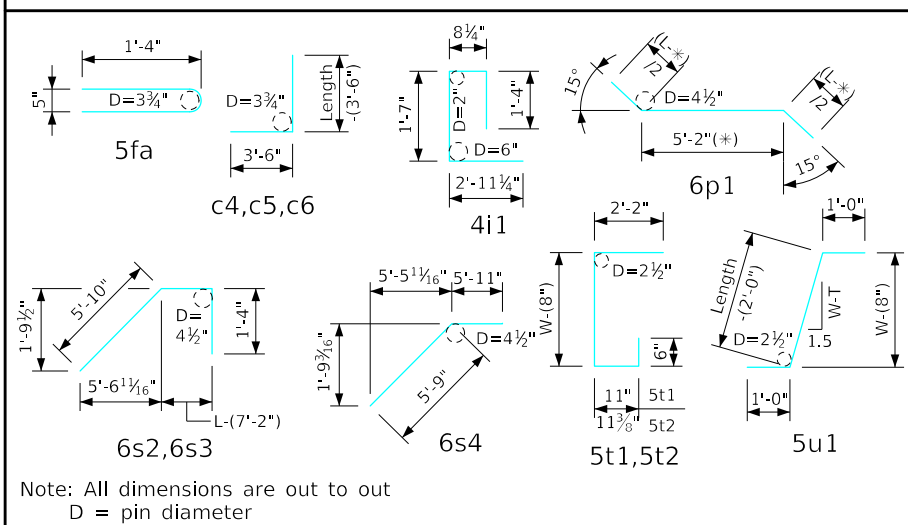 1'-4"
5"
D=3¾"
5fa
D=3¾"
Length
-(3'-6")
3'-6"
c4,c5,c6
8¼"
1'-7"
D=2"
1'-4"
D=6"
2'-11¼"
4i1
15°
(L-✳)
/2
D=4½"
(L-✳)
/2
5'-2"(✳)
15°
6p1
1'-9½"
5'-10"
D=
4½"
1'-4"
5'-6¹¹⁄₁₆"
L-(7'-2")
6s2,6s3
5'-5¹¹⁄₁₆"
5'-11"
1'-9³⁄₁₆"
D=4½"
5'-9"
6s4
2'-2"
D=2½"
W-(8")
6"
11"
5t1
11⅜"
5t2
5t1,5t2
1'-0"
Length
-(2'-0")
W-T
1.5
W-(8")
D=2½"
1'-0"
5u1
Note: All dimensions are out to out
D = pin diameter